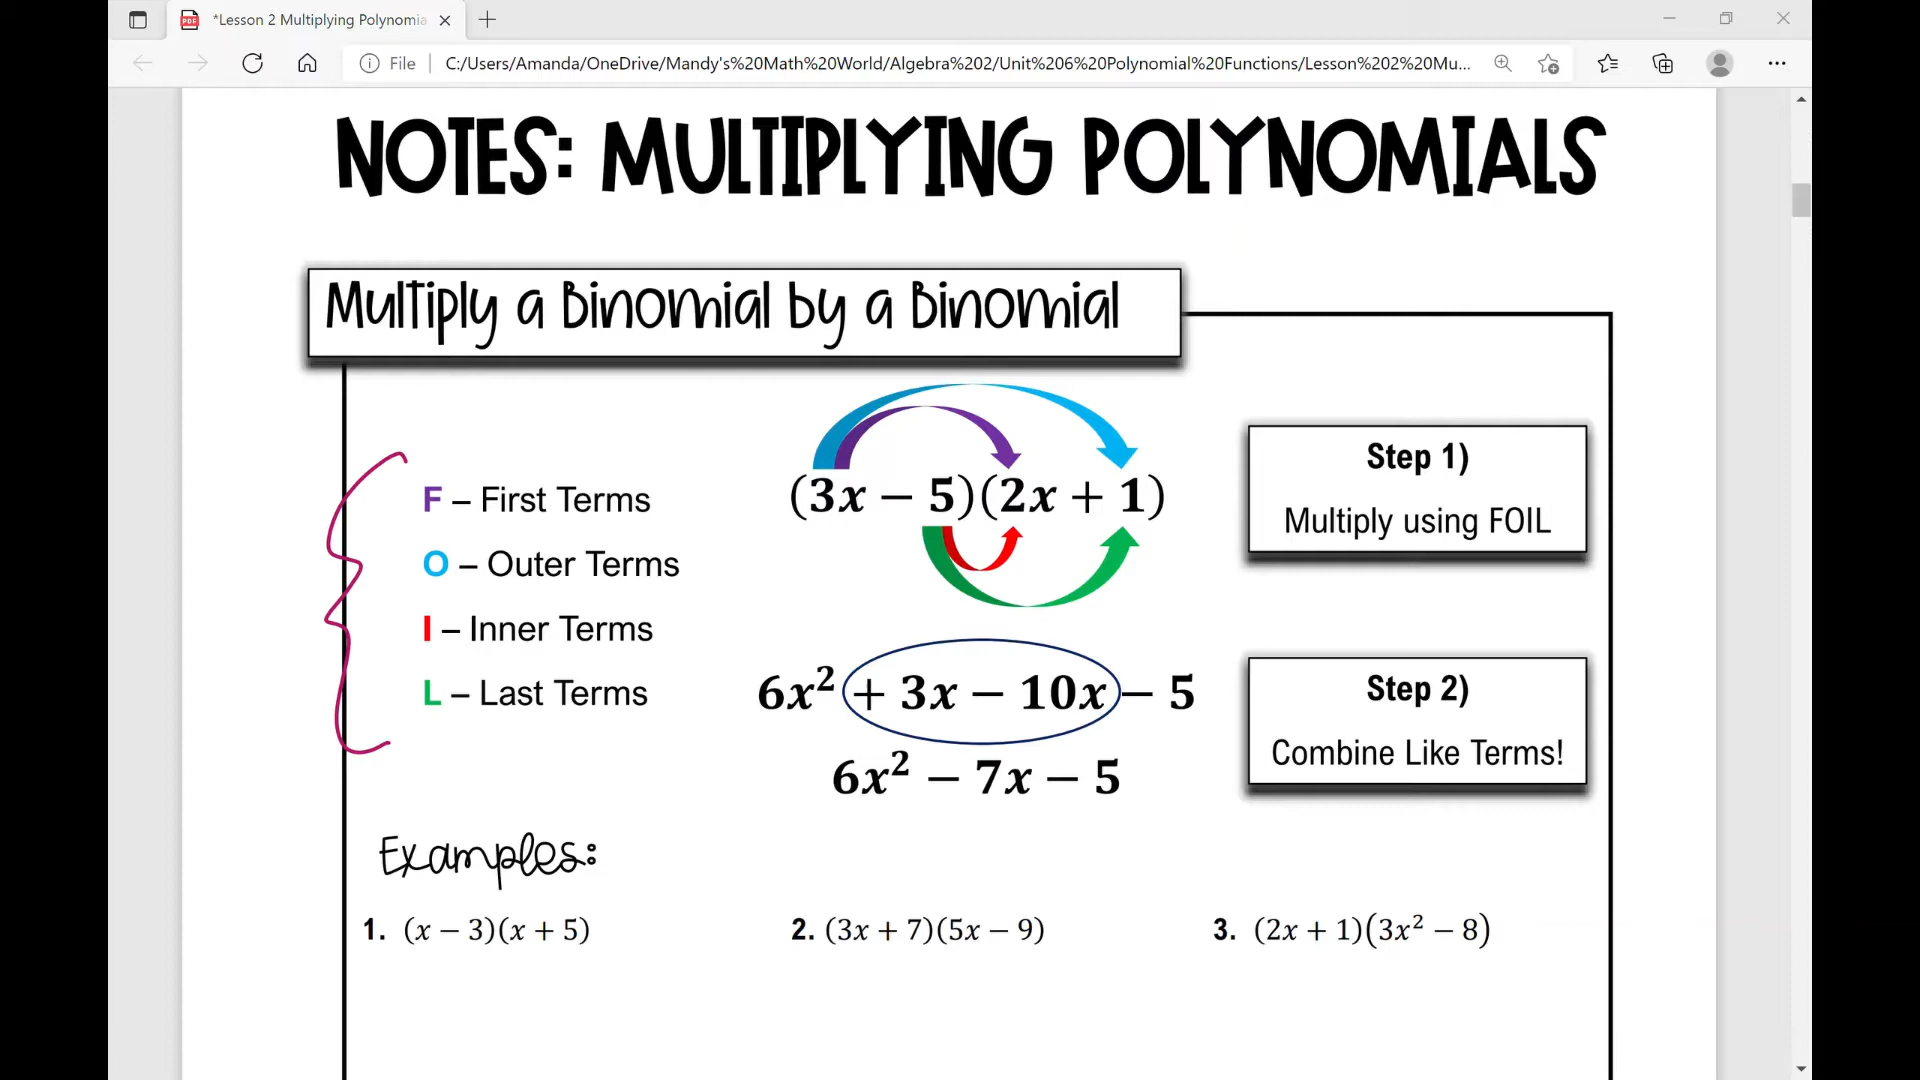 *Lesson 2 Multiplying Polynomia
File
C:/Users/Amanda/OneDrive/Mandy's%20Math%20World/Algebra%202/Unit%206%20Polynomial%20Functions/Lesson%202%20Mu...
NOTES: MULTIPLYING POLYNOMIALS
Multiply a Binomial by a Binomial
F – First Terms
O – Outer Terms
I – Inner Terms
L – Last Terms
(3x − 5)(2x + 1)
6x² + 3x − 10x − 5
6x² − 7x − 5
Step 1)
Multiply using FOIL
Step 2)
Combine Like Terms!
Examples:
1. (x − 3)(x + 5)
2. (3x + 7)(5x − 9)
3. (2x + 1)(3x² − 8)